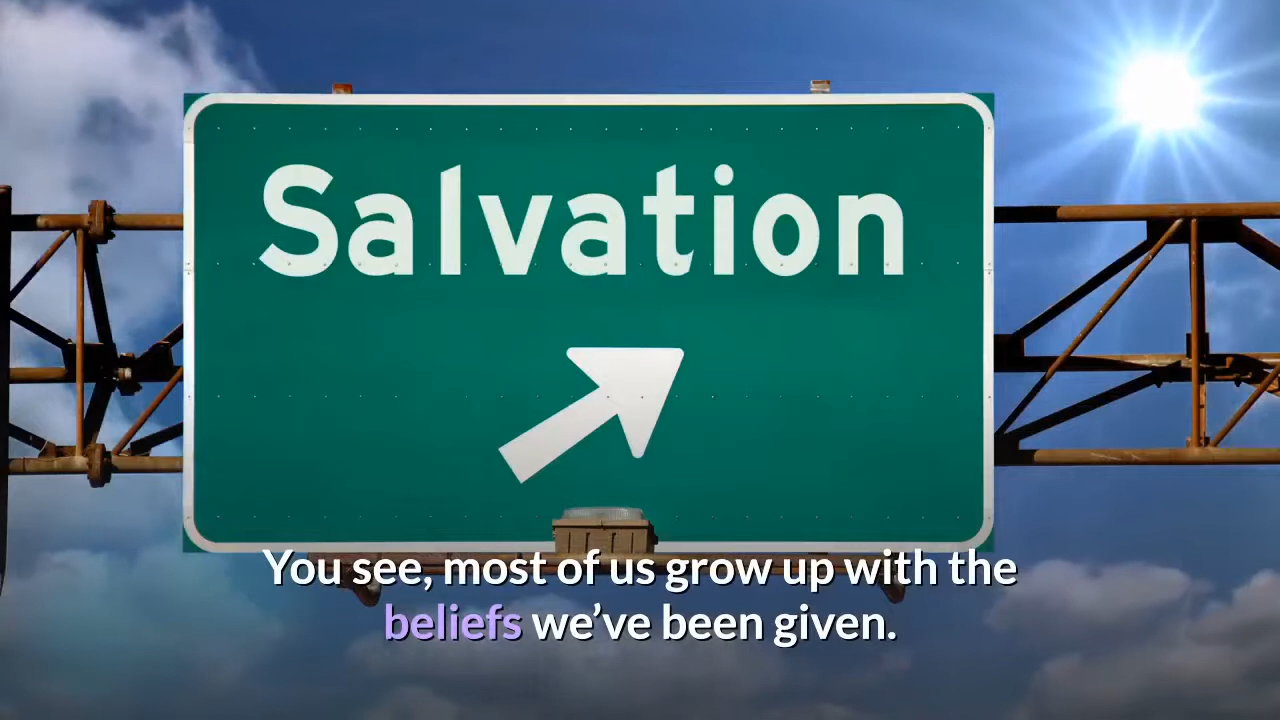 Salvation
You see, most of us grow up with the
beliefs we’ve been given.